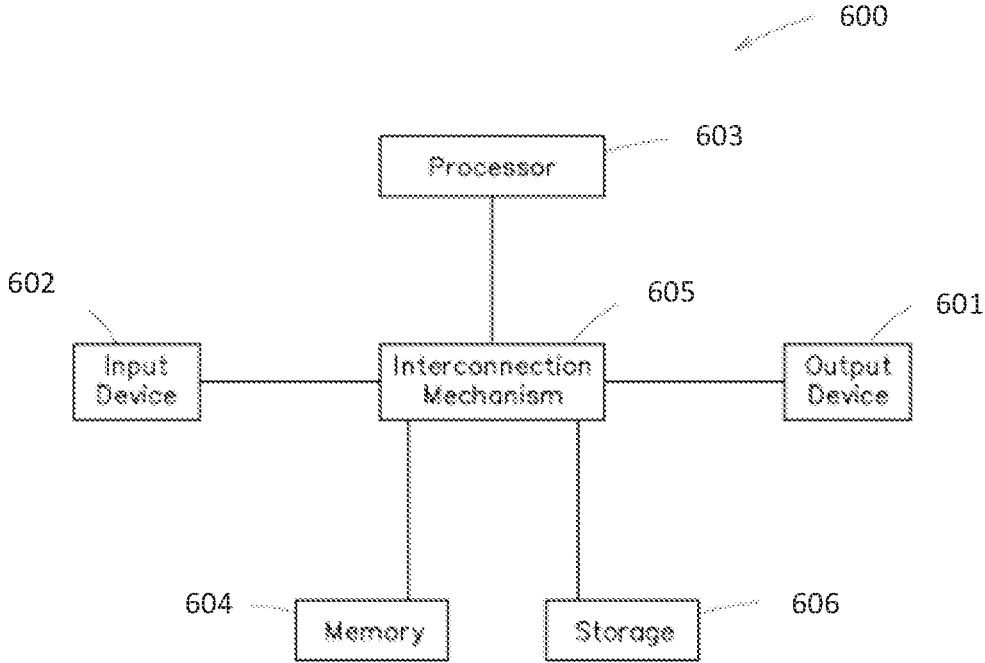 600
603
Processor
602
605
601
Input
Device
Interconnection
Mechanism
Output
Device
604
Memory
Storage
606